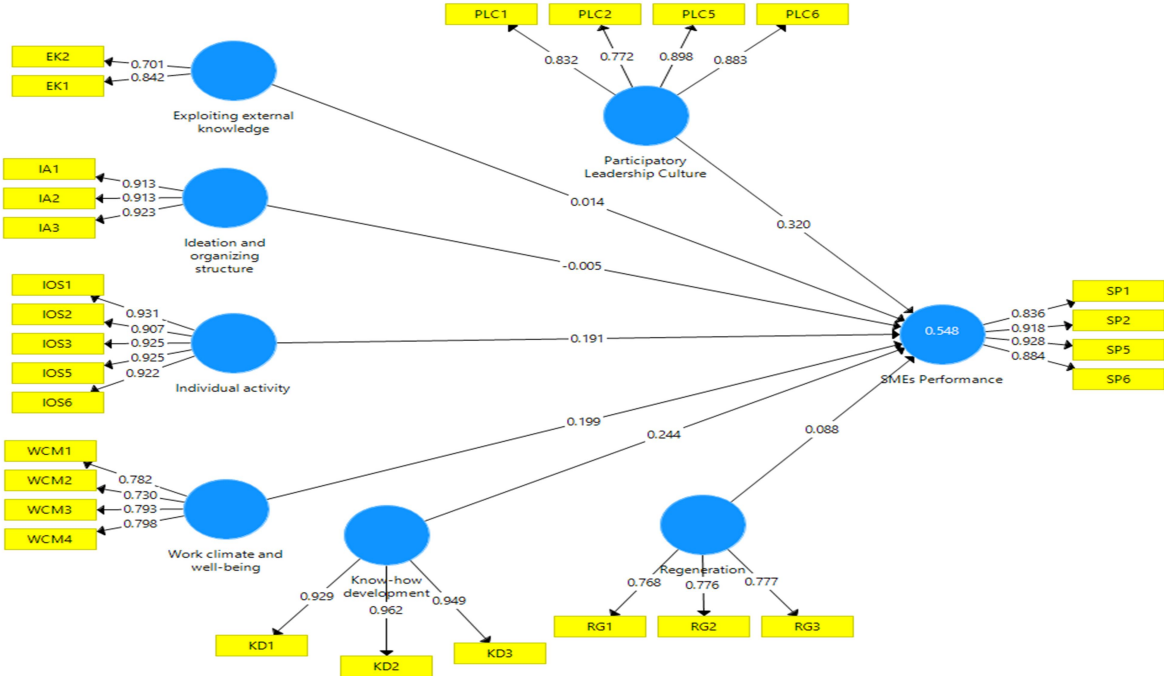 PLC1 PLC2 PLC5 PLC6
0.832 0.772 0.898 0.883
Participatory
Leadership Culture
EK2
EK1
0.701
0.842
Exploiting external
knowledge
IA1
IA2
IA3
0.913
0.913
0.923
Ideation and
organizing
structure
IOS1
IOS2
IOS3
IOS5
IOS6
0.931
0.907
0.925
0.925
0.922
Individual activity
WCM1
WCM2
WCM3
WCM4
0.782
0.730
0.793
0.798
Work climate and
well-being
0.014
0.320
-0.005
0.191
0.199
0.244
0.088
0.548
SMEs Performance
0.836
0.918
0.928
0.884
SP1
SP2
SP5
SP6
Know-how
development
0.929 0.962 0.949
KD1 KD2 KD3
Regeneration
0.768 0.776 0.777
RG1 RG2 RG3